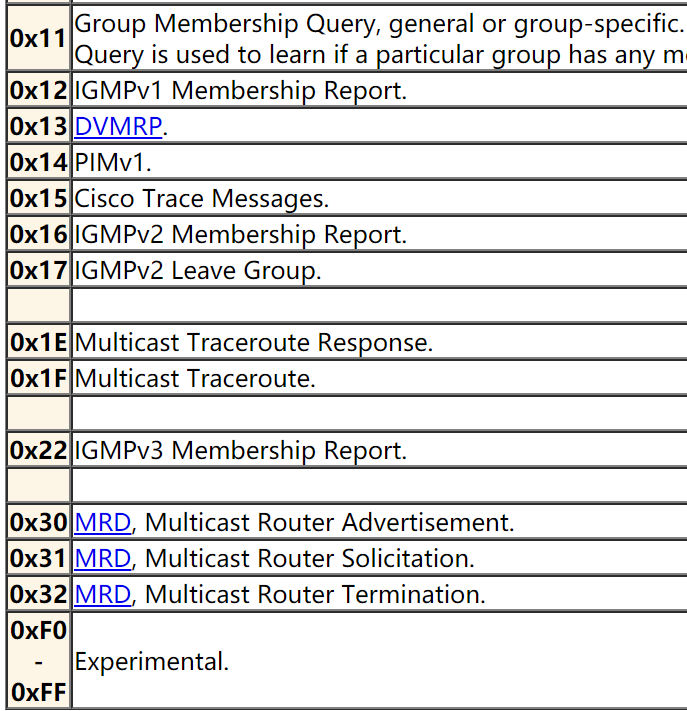 0x11 Group Membership Query, general or group-specific.
Query is used to learn if a particular group has any
0x12 IGMPv1 Membership Report.
0x13 DVMRP.
0x14 PIMv1.
0x15 Cisco Trace Messages.
0x16 IGMPv2 Membership Report.
0x17 IGMPv2 Leave Group.
0x1E Multicast Traceroute Response.
0x1F Multicast Traceroute.
0x22 IGMPv3 Membership Report.
0x30 MRD, Multicast Router Advertisement.
0x31 MRD, Multicast Router Solicitation.
0x32 MRD, Multicast Router Termination.
0xF0
-
0xFF
Experimental.